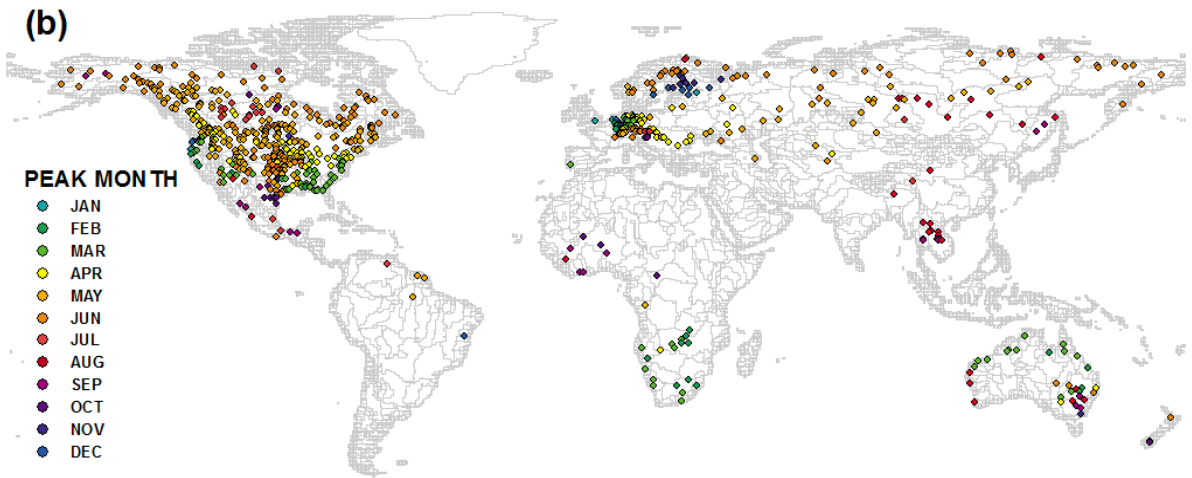 (b)
PEAK MONTH
JAN
FEB
MAR
APR
MAY
JUN
JUL
AUG
SEP
OCT
NOV
DEC